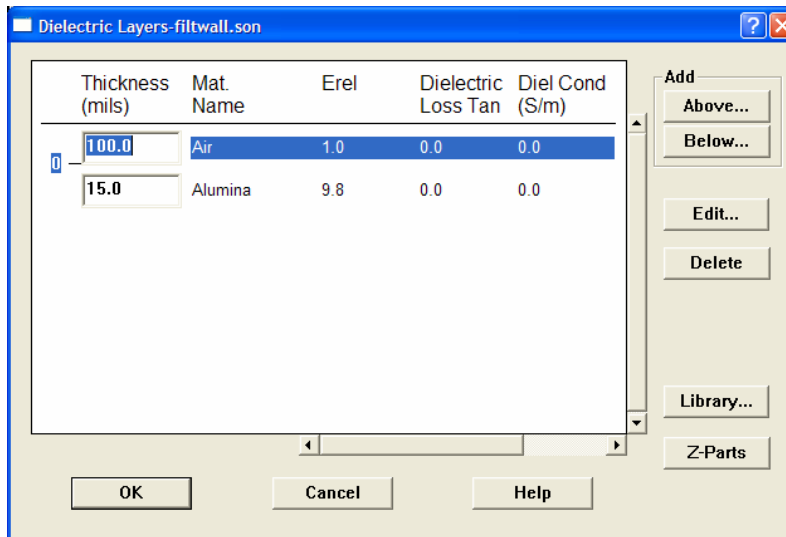 Dielectric Layers-filtwall.son
Thickness (mils) Mat. Name Erel Dielectric Loss Tan Diel Cond (S/m)
0
100.0 Air 1.0 0.0 0.0
15.0 Alumina 9.8 0.0 0.0
Add
Above...
Below...
Edit...
Delete
Library...
Z-Parts
OK Cancel Help